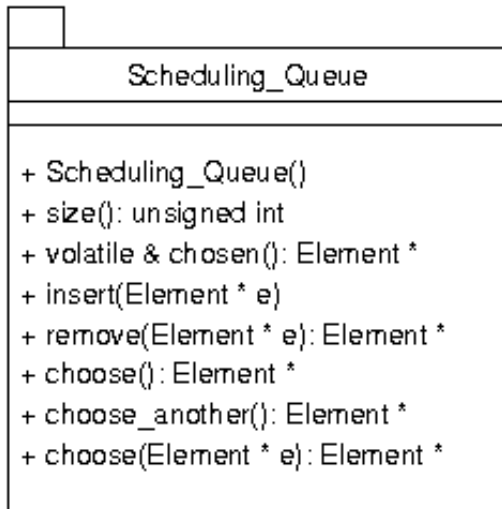 Scheduling_Queue
+ Scheduling_Queue()
+ size(): unsigned int
+ volatile & chosen(): Element *
+ insert(Element * e)
+ remove(Element * e): Element *
+ choose(): Element *
+ choose_another(): Element *
+ choose(Element * e): Element *